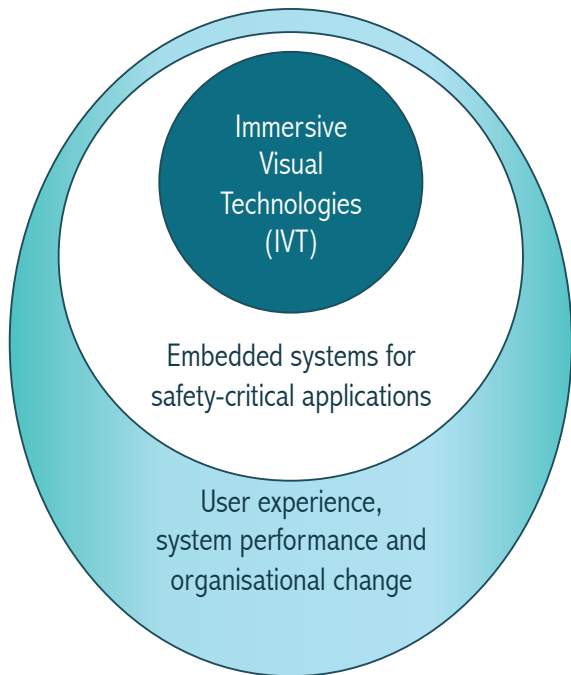 Immersive
Visual
Technologies
(IVT)
Embedded systems for
safety-critical applications
User experience,
system performance and
organisational change